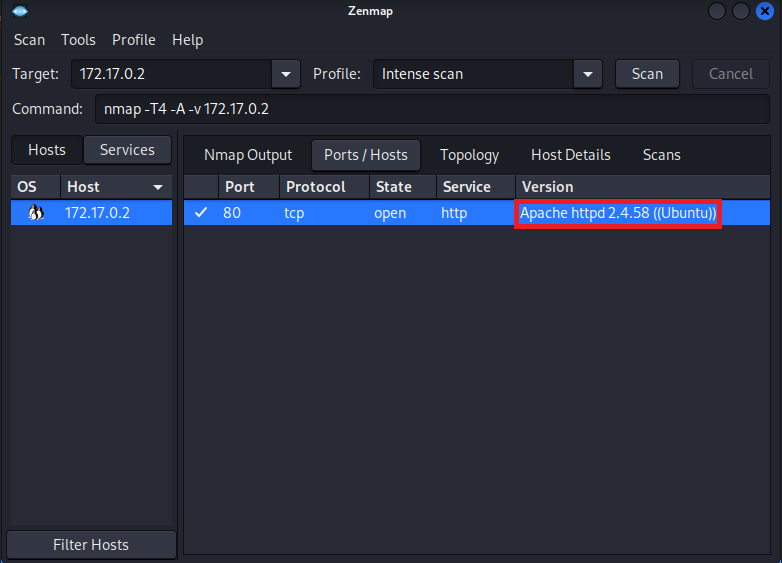 Zenmap
Scan Tools Profile Help
Target: 172.17.0.2 Profile: Intense scan Scan Cancel
Command: nmap -T4 -A -v 172.17.0.2
Hosts Services Nmap Output Ports / Hosts Topology Host Details Scans
OS Host Port Protocol State Service Version
172.17.0.2 80 tcp open http Apache httpd 2.4.58 ((Ubuntu))
Filter Hosts